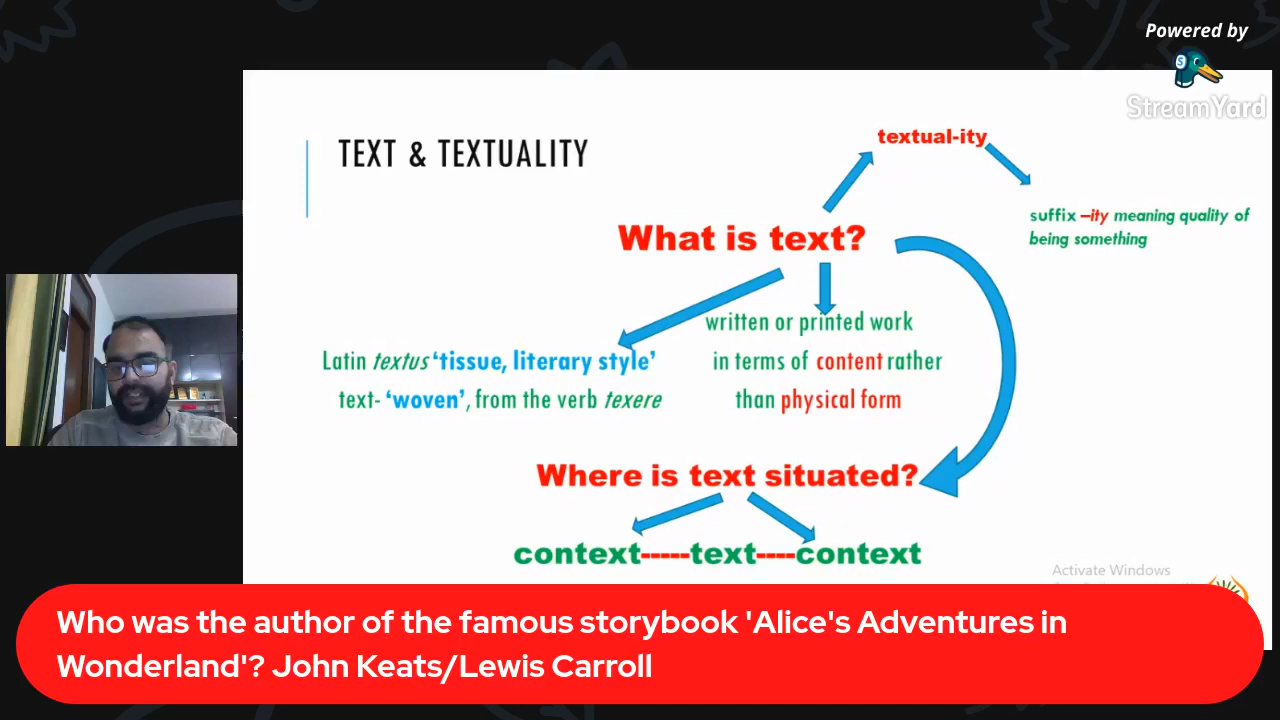 Powered by
StreamYard
TEXT & TEXTUALITY
textual-ity
suffix –ity meaning quality of
being something
What is text?
written or printed work
in terms of content rather
than physical form
Latin textus ‘tissue, literary style’
text- ‘woven’, from the verb texere
Where is text situated?
context-----text----context
Activate Windows
Who was the author of the famous storybook 'Alice's Adventures in
Wonderland'? John Keats/Lewis Carroll